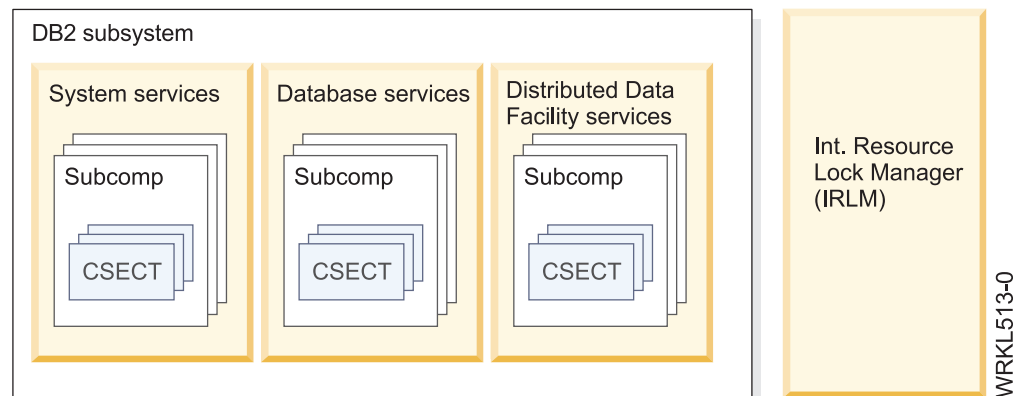 DB2 subsystem
System services
Subcomp
CSECT
Database services
Subcomp
CSECT
Distributed Data
Facility services
Subcomp
CSECT
Int. Resource
Lock Manager
(IRLM)
WRKL513-0